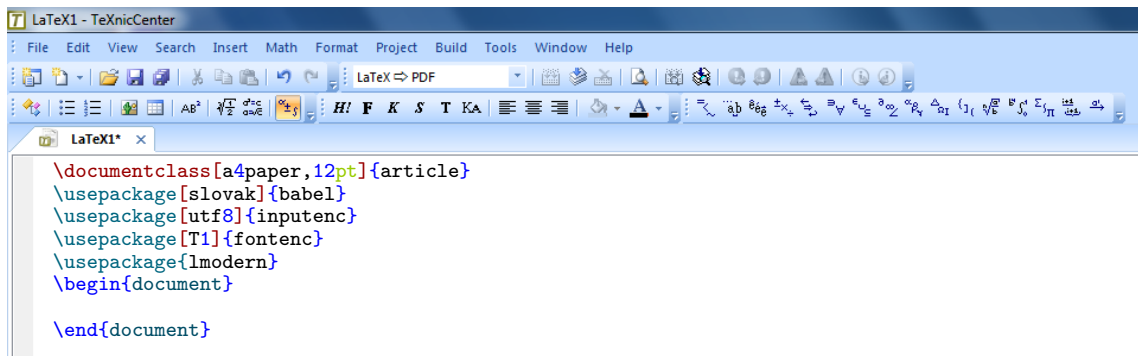 LaTeX1 - TeXnicCenter
File Edit View Search Insert Math Format Project Build Tools Window Help
LaTeX ⇨ PDF
H! F K S T KA A
LaTeX1* ×
\documentclass[a4paper,12pt]{article}
\usepackage[slovak]{babel}
\usepackage[utf8]{inputenc}
\usepackage[T1]{fontenc}
\usepackage{lmodern}
\begin{document}
\end{document}